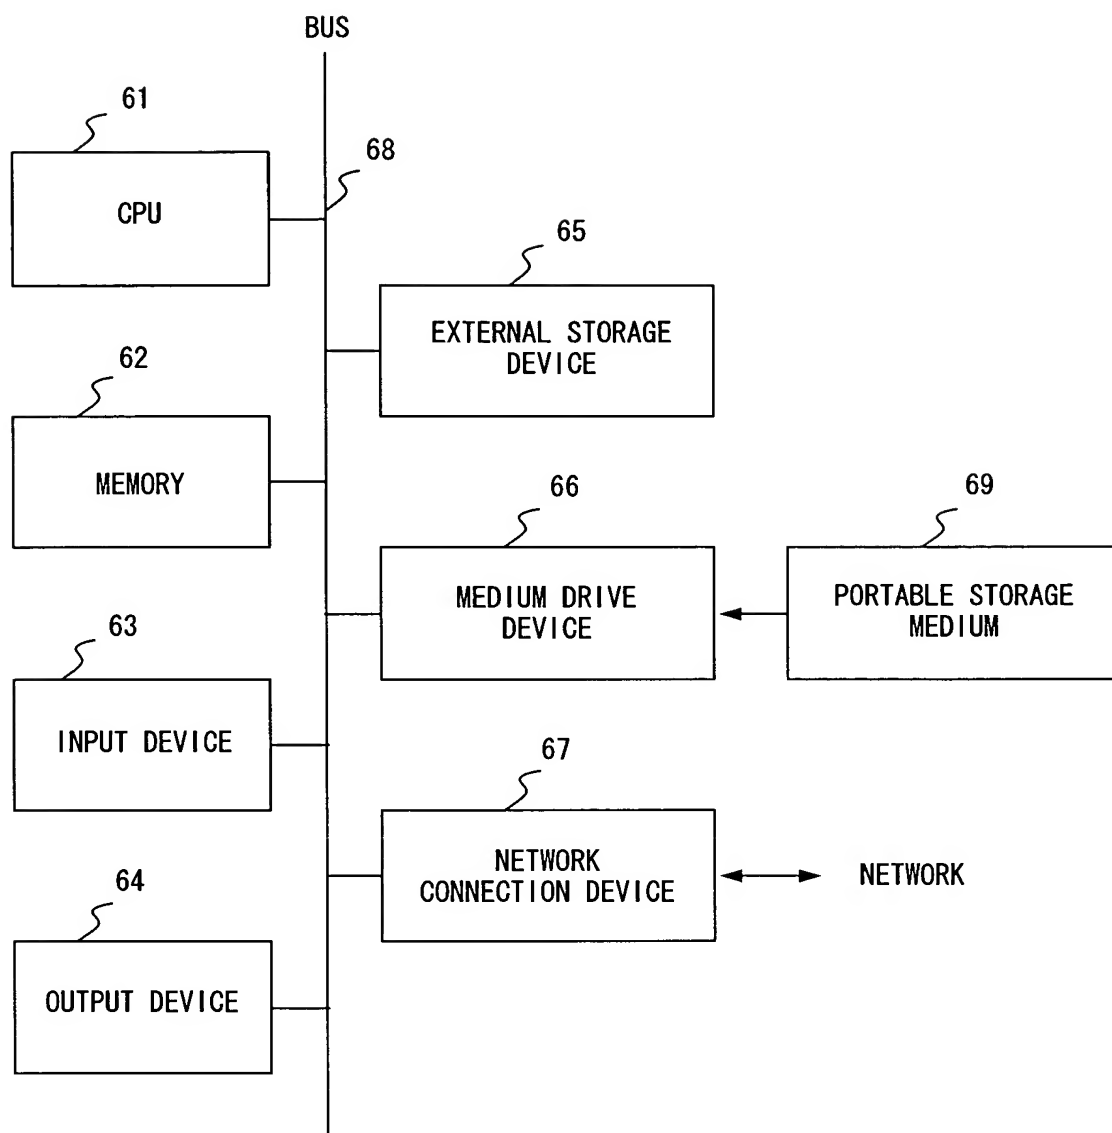 BUS
61
68
CPU
65
EXTERNAL STORAGE
DEVICE
62
MEMORY
66
69
MEDIUM DRIVE
DEVICE
PORTABLE STORAGE
MEDIUM
63
INPUT DEVICE
67
NETWORK
CONNECTION DEVICE
NETWORK
64
OUTPUT DEVICE